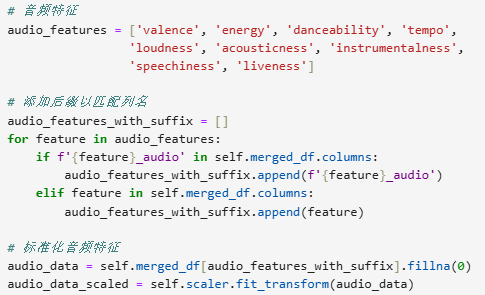 # 音频特征
audio_features = ['valence', 'energy', 'danceability', 'tempo',
'loudness', 'acousticness', 'instrumentalness',
'speechiness', 'liveness']
# 添加后缀以匹配列名
audio_features_with_suffix = []
for feature in audio_features:
if f'{feature}_audio' in self.merged_df.columns:
audio_features_with_suffix.append(f'{feature}_audio')
elif feature in self.merged_df.columns:
audio_features_with_suffix.append(feature)
# 标准化音频特征
audio_data = self.merged_df[audio_features_with_suffix].fillna(0)
audio_data_scaled = self.scaler.fit_transform(audio_data)